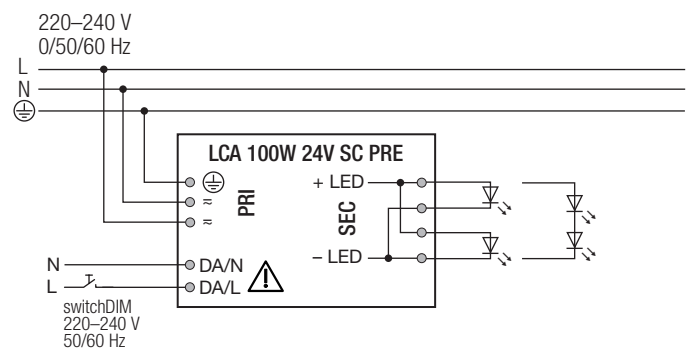 220–240 V
0/50/60 Hz
L
N
LCA 100W 24V SC PRE
PRI
SEC
+ LED
– LED
N
L
DA/N
DA/L
switchDIM
220–240 V
50/60 Hz